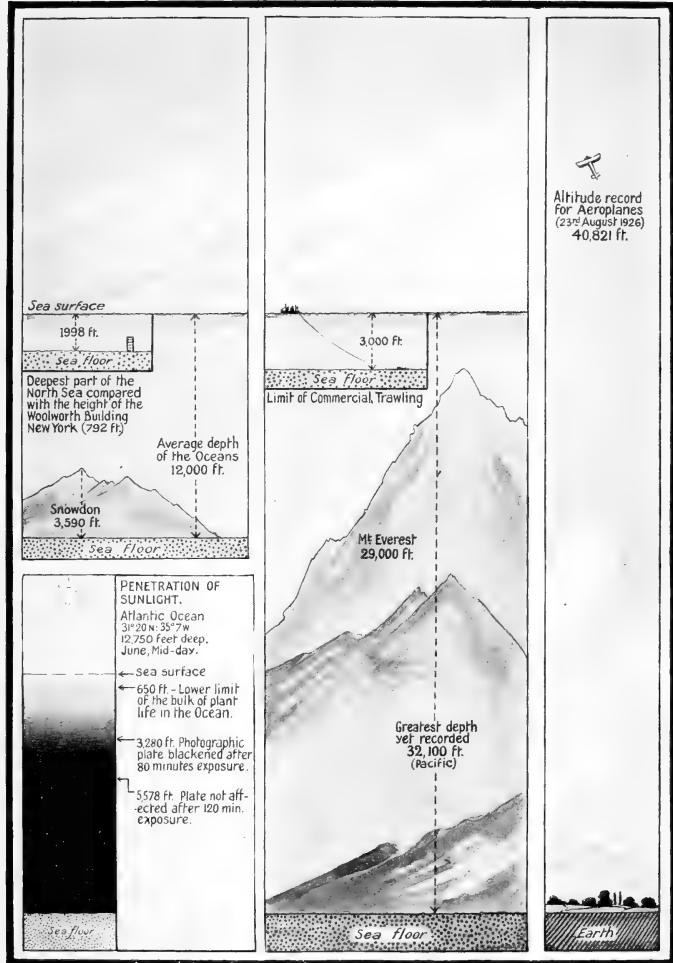 Sea surface
1998 ft.
Sea floor
Deepest part of the
North Sea compared
with the height of the
Woolworth Building
New York (792 ft.)
Average depth
of the Oceans
12,000 ft.
Snowdon
3,590 ft.
Sea floor
PENETRATION OF
SUNLIGHT.
Atlantic Ocean
31°20 N: 35°7 W
12,750 feet deep.
June, Mid-day.
Sea surface
650 ft. - Lower limit
of the bulk of plant
life in the Ocean.
3,280 ft. Photographic
plate blackened after
80 minutes exposure.
5,578 ft. Plate not aff-
-ected after 120 min.
exposure.
Sea floor
3,000 ft.
Sea floor
Limit of Commercial Trawling
Mt Everest
29,000 ft.
Greatest depth
yet recorded
32,100 ft.
(Pacific)
Sea floor
Altitude record
for Aeroplanes
(23rd August 1926)
40,821 ft.
Earth